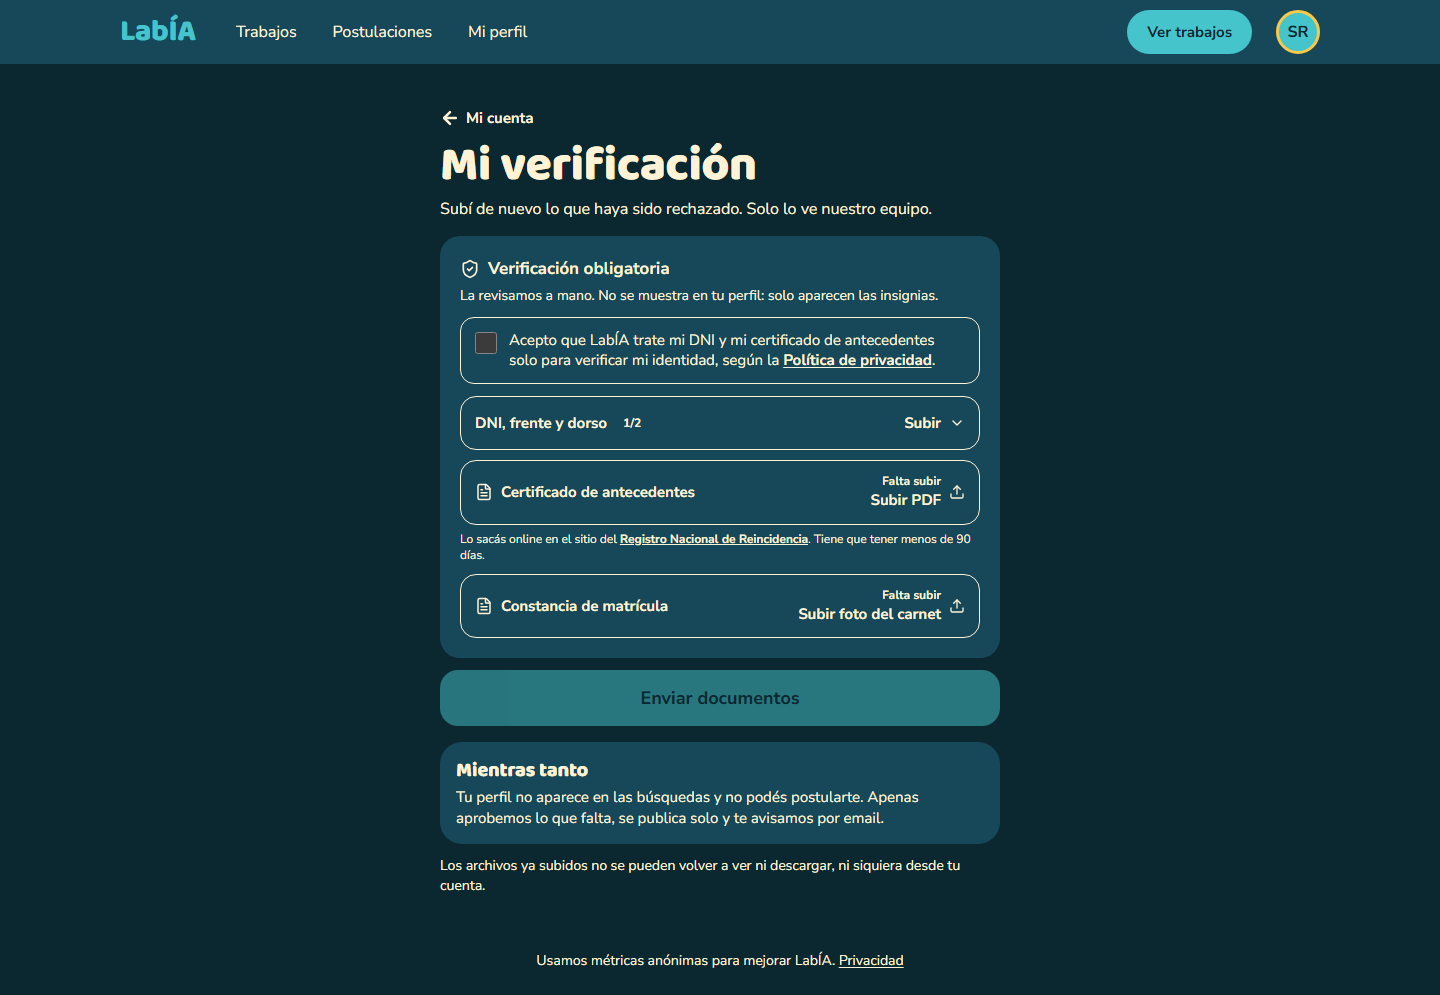 LabÍA
Trabajos
Postulaciones
Mi perfil
Ver trabajos
SR
Mi cuenta
Mi verificación
Subí de nuevo lo que haya sido rechazado. Solo lo ve nuestro equipo.
Verificación obligatoria
La revisamos a mano. No se muestra en tu perfil: solo aparecen las insignias.
Acepto que LabÍA trate mi DNI y mi certificado de antecedentes
solo para verificar mi identidad, según la Política de privacidad.
DNI, frente y dorso 1/2
Subir
Certificado de antecedentes
Falta subir
Subir PDF
Lo sacás online en el sitio del Registro Nacional de Reincidencia. Tiene que tener menos de 90
días.
Constancia de matrícula
Falta subir
Subir foto del carnet
Enviar documentos
Mientras tanto
Tu perfil no aparece en las búsquedas y no podés postularte. Apenas
aprobemos lo que falta, se publica solo y te avisamos por email.
Los archivos ya subidos no se pueden volver a ver ni descargar, ni siquiera desde tu
cuenta.
Usamos métricas anónimas para mejorar LabÍA. Privacidad